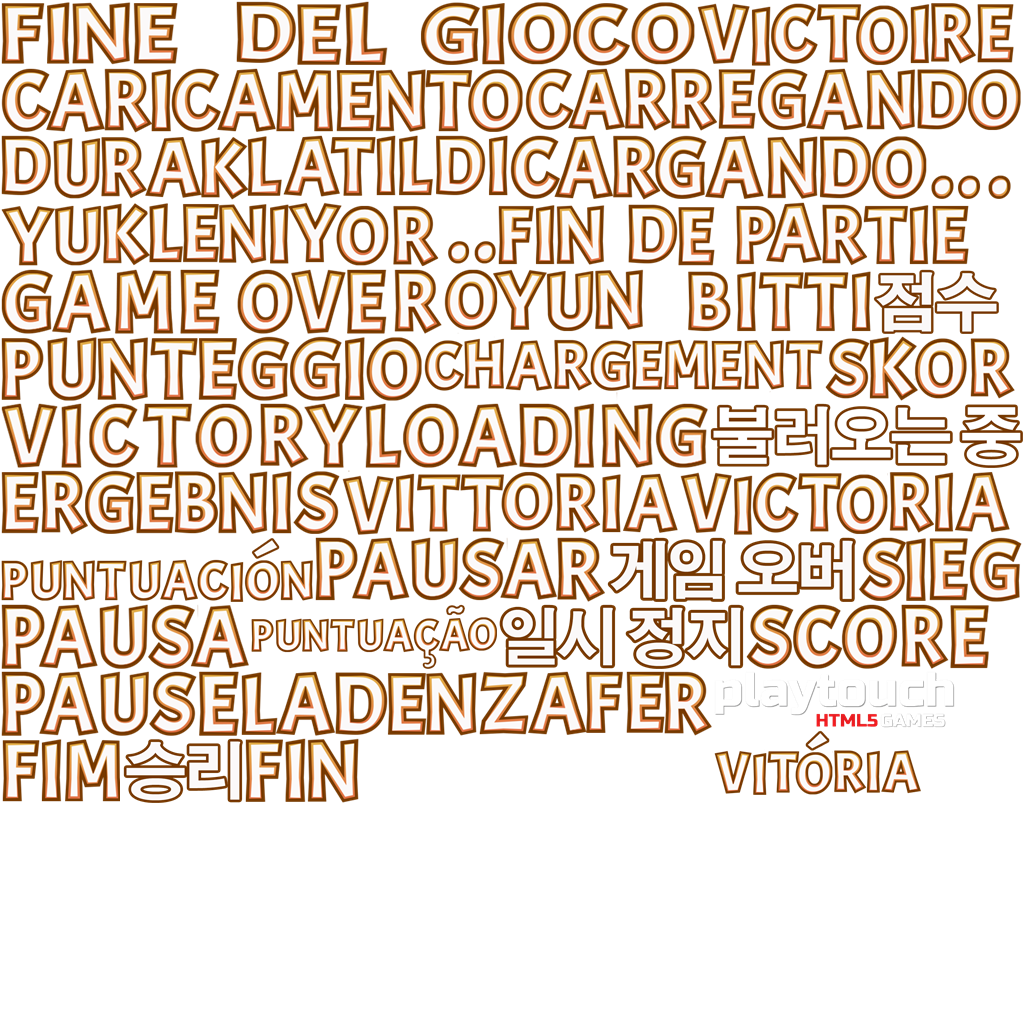 FINE DEL GIOCO VICTOIRE
CARICAMENTO CARREGANDO
DURAKLATILDI CARGANDO...
YUKLENIYOR.. FIN DE PARTIE
GAME OVER OYUN BITTI 점수
PUNTEGGIO CHARGEMENT SKOR
VICTORY LOADING 불러오는 중
ERGEBNIS VITTORIA VICTORIA
PUNTUACIÓN PAUSAR 게임 오버 SIEG
PAUSA PUNTUAÇÃO 일시 정지 SCORE
PAUSE LADEN ZAFER playtouch
HTML5 GAMES
FIM 승리 FIN VITÓRIA